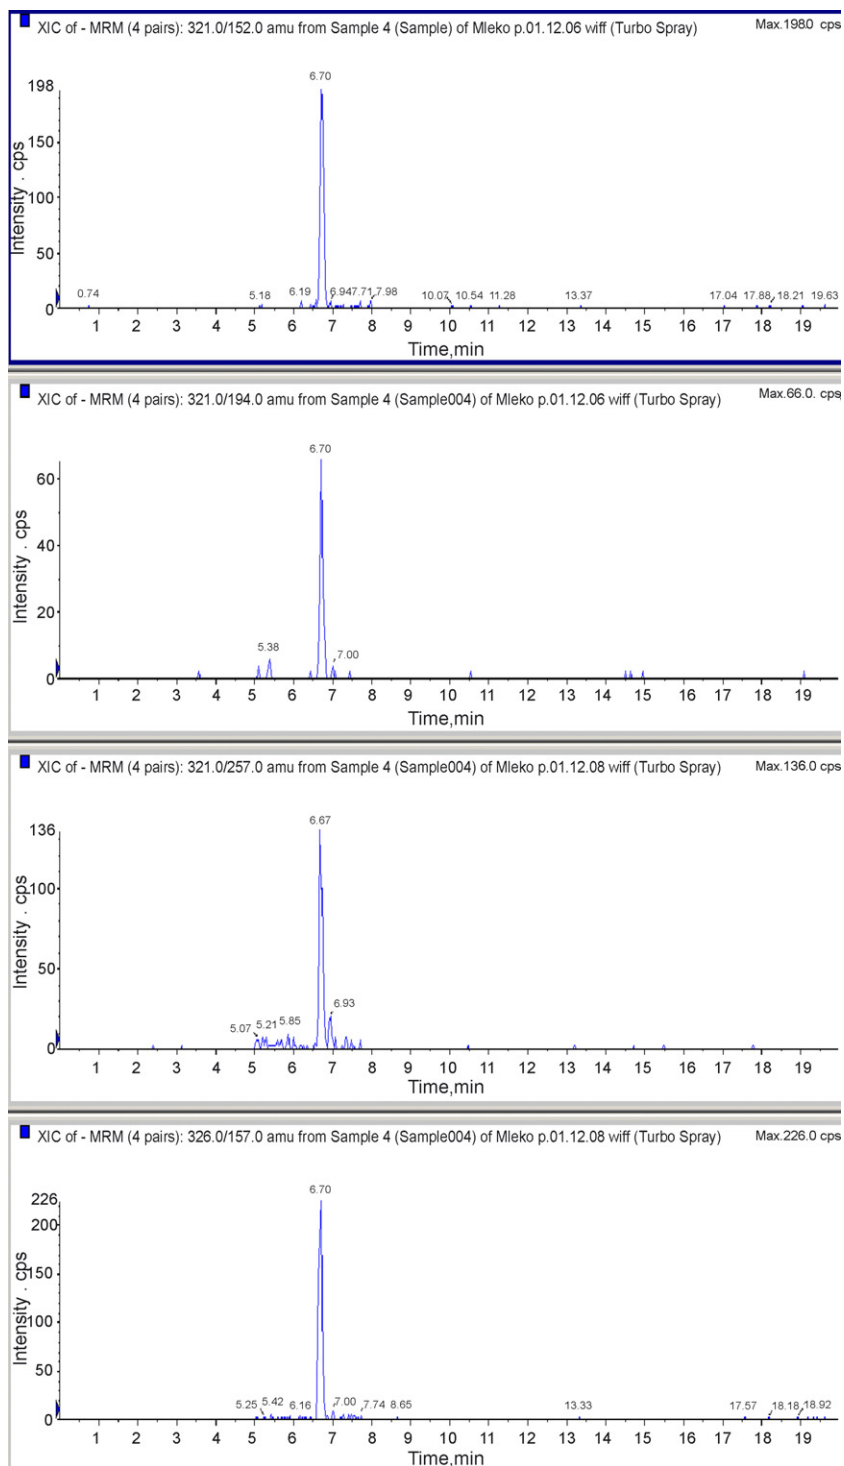 XIC of - MRM (4 pairs): 321.0/152.0 amu from Sample 4 (Sample) of Mleko p.01.12.06 wiff (Turbo Spray) Max.198.0 cps
6.70
198
150
100
50
0
Intensity . cps
0.74 5.18 6.19 6.94 7.71 7.98 10.07 10.54 11.28 13.37 17.04 17.88 18.21 19.63
1 2 3 4 5 6 7 8 9 10 11 12 13 14 15 16 17 18 19
Time,min
XIC of - MRM (4 pairs): 321.0/194.0 amu from Sample 4 (Sample004) of Mleko p.01.12.06 wiff (Turbo Spray) Max.66.0. cps
6.70
60
40
20
0
Intensity . cps
5.38 7.00
1 2 3 4 5 6 7 8 9 10 11 12 13 14 15 16 17 18 19
Time,min
XIC of - MRM (4 pairs): 321.0/257.0 amu from Sample 4 (Sample004) of Mleko p.01.12.08 wiff (Turbo Spray) Max.136.0 cps
6.67
136
100
50
0
Intensity . cps
5.07 5.21 5.85 6.93
1 2 3 4 5 6 7 8 9 10 11 12 13 14 15 16 17 18 19
Time,min
XIC of - MRM (4 pairs): 326.0/157.0 amu from Sample 4 (Sample004) of Mleko p.01.12.08 wiff (Turbo Spray) Max.226.0 cps
6.70
226
200
150
100
50
0
Intensity . cps
5.25 5.42 6.16 7.00 7.74 8.65 13.33 17.57 18.18 18.92
1 2 3 4 5 6 7 8 9 10 11 12 13 14 15 16 17 18 19
Time,min